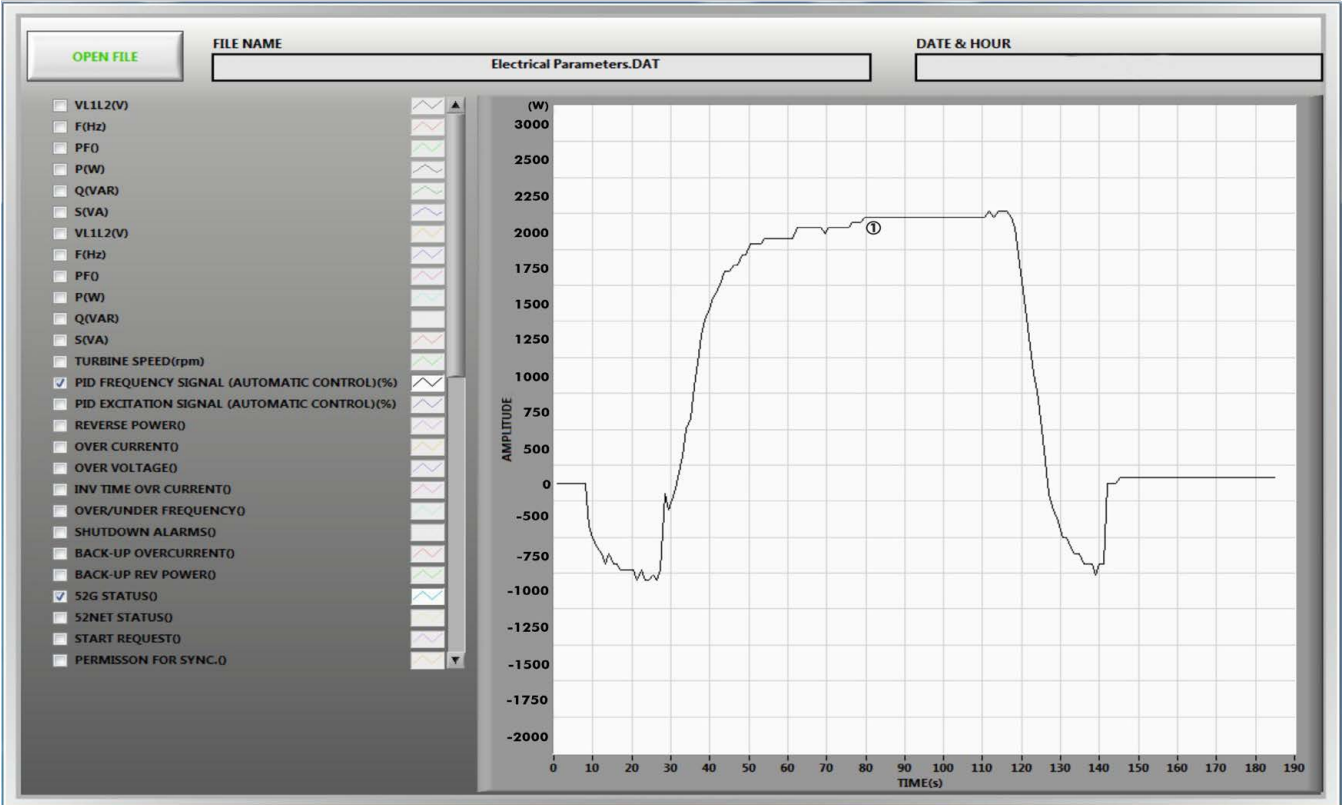 OPEN FILE
FILE NAME
Electrical Parameters.DAT
DATE & HOUR
VL1L2(V)
F(Hz)
PF()
P(W)
Q(VAR)
S(VA)
VL1L2(V)
F(Hz)
PF()
P(W)
Q(VAR)
S(VA)
TURBINE SPEED(rpm)
PID FREQUENCY SIGNAL (AUTOMATIC CONTROL)(%)
PID EXCITATION SIGNAL (AUTOMATIC CONTROL)(%)
REVERSE POWER()
OVER CURRENT()
OVER VOLTAGE()
INV TIME OVR CURRENT()
OVER/UNDER FREQUENCY()
SHUTDOWN ALARMS()
BACK-UP OVERCURRENT()
BACK-UP REV POWER()
52G STATUS()
52NET STATUS()
START REQUEST()
PERMISSON FOR SYNC.()
(W)
3000
2500
2250
2000
1750
1500
1250
1000
750
500
0
-500
-750
-1000
-1250
-1500
-1750
-2000
AMPLITUDE
①
0 10 20 30 40 50 60 70 80 90 100 110 120 130 140 150 160 170 180 190
TIME(s)